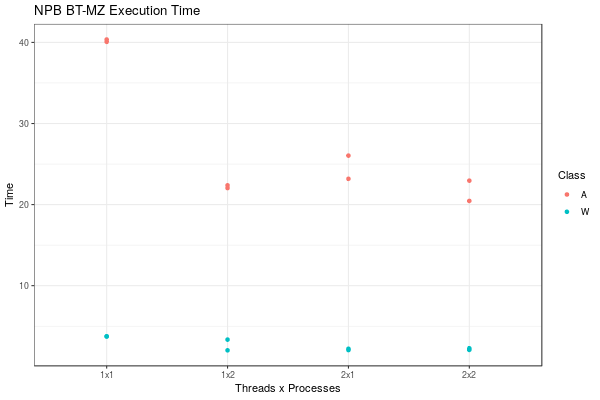 NPB BT-MZ Execution Time
40
30
20
10
Time
1x1
1x2
2x1
2x2
Threads x Processes
Class
A
W